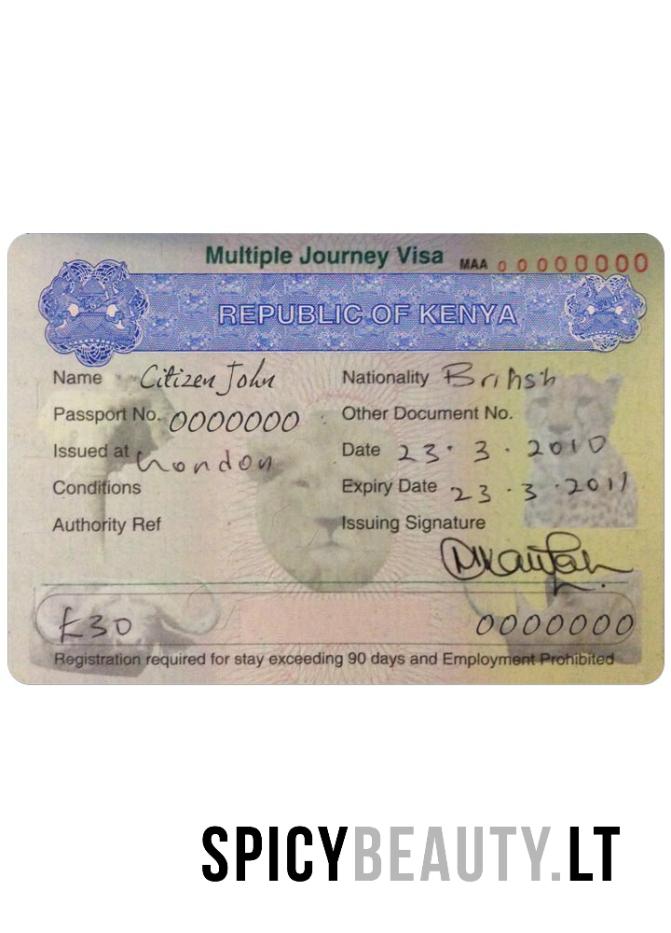 Multiple Journey Visa MAA 00000000
REPUBLIC OF KENYA
Name Citizen John Nationality British
Passport No. 0000000 Other Document No.
Issued at London Date 23.3.2010
Conditions Expiry Date 23.3.2011
Authority Ref Issuing Signature
£30 0000000
Registration required for stay exceeding 90 days and Employment Prohibited
SPICYBEAUTY.LT